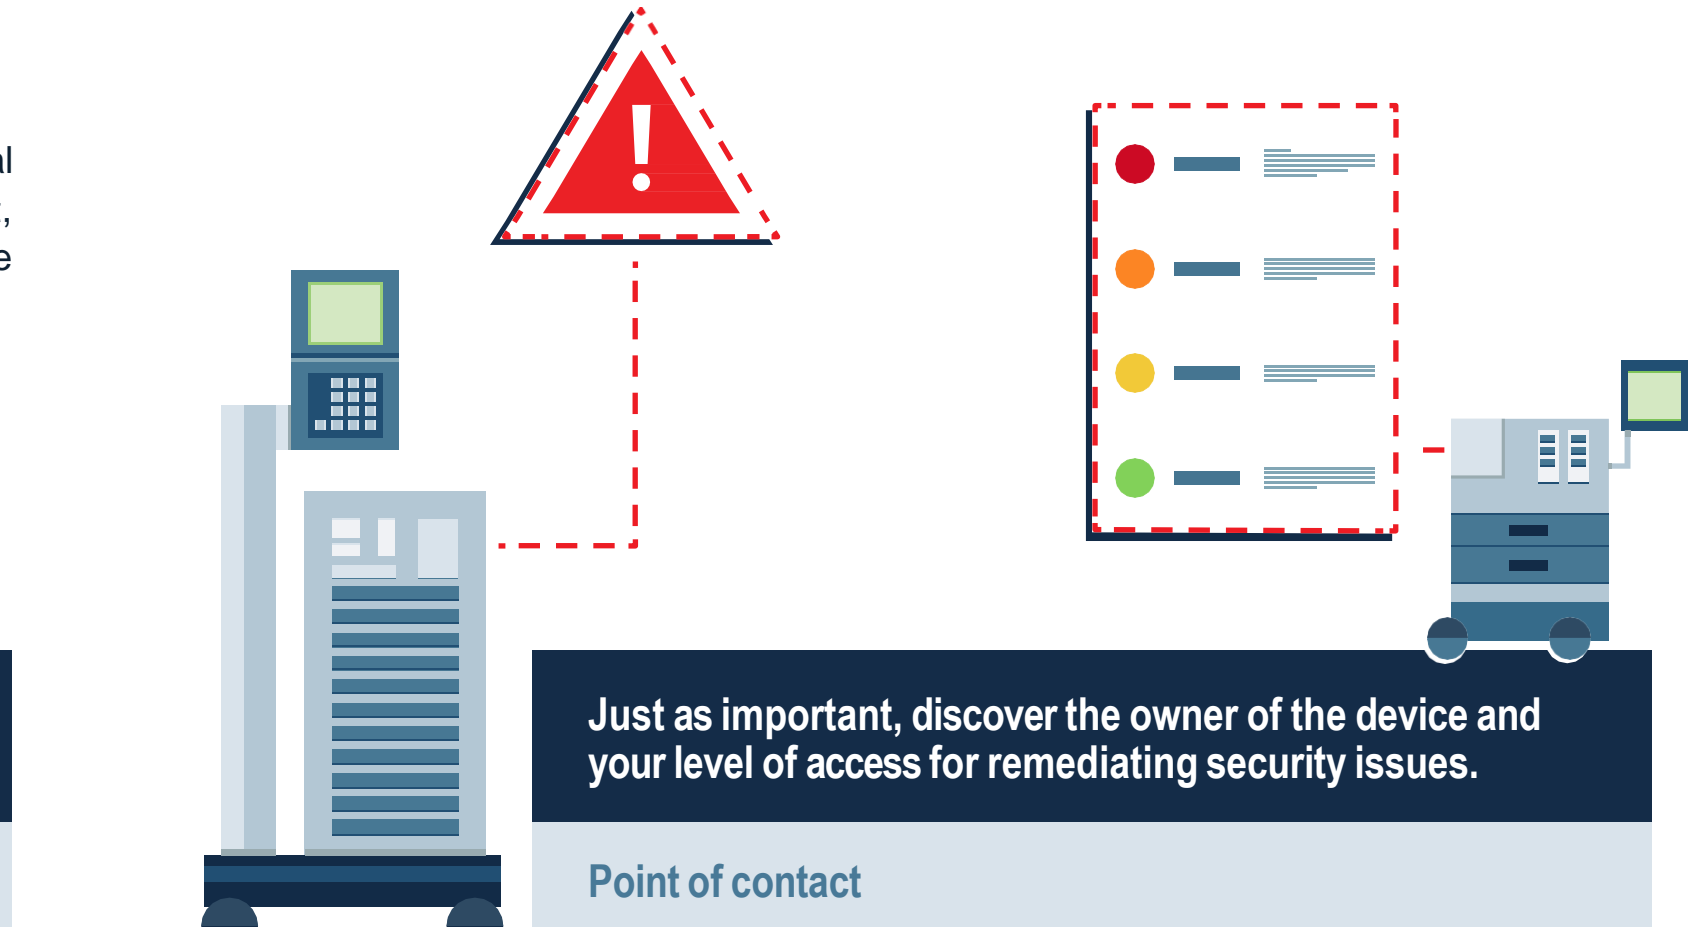 Just as important, discover the owner of the device and
your level of access for remediating security issues.
Point of contact